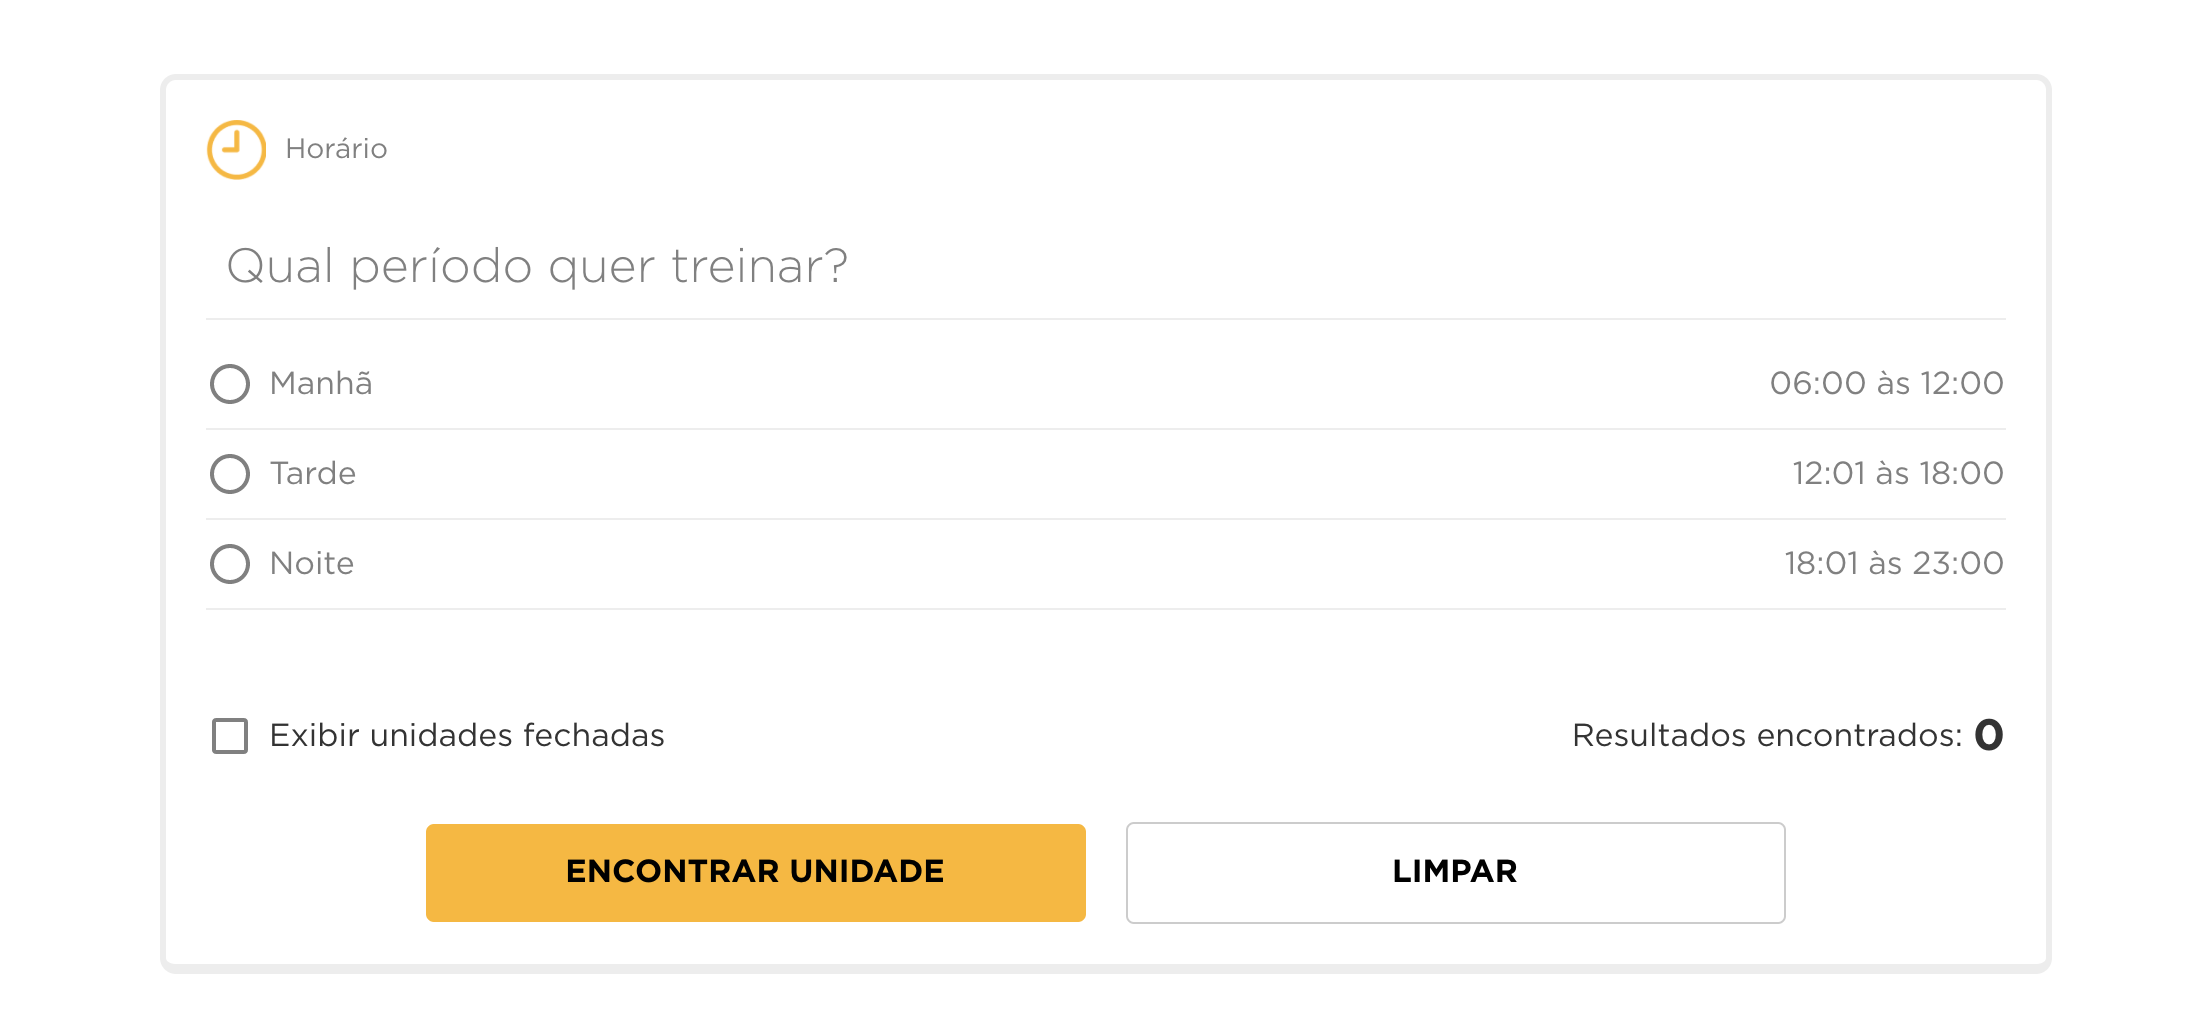 Horário
Qual período quer treinar?
Manhã 06:00 às 12:00
Tarde 12:01 às 18:00
Noite 18:01 às 23:00
Exibir unidades fechadas Resultados encontrados: 0
ENCONTRAR UNIDADE LIMPAR